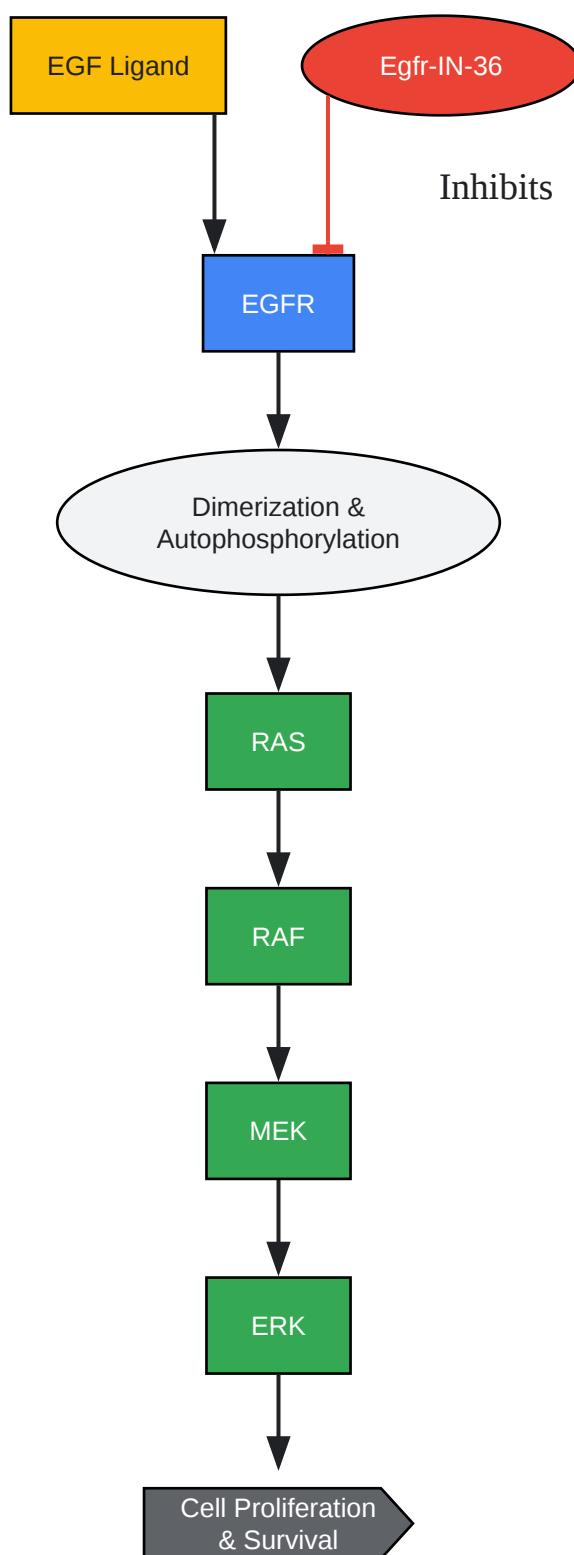 EGF Ligand
Egfr-IN-36
Inhibits
EGFR
Dimerization &
Autophosphorylation
RAS
RAF
MEK
ERK
Cell Proliferation
& Survival